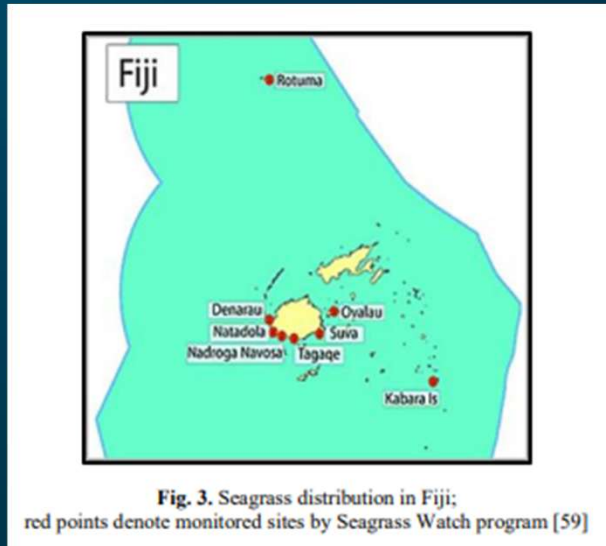 Fiji
Rotuma
Denarau
Ovalau
Natadola
Suva
Nadroga Navosa
Tagaqe
Kabara Is
Fig. 3. Seagrass distribution in Fiji;
red points denote monitored sites by Seagrass Watch program [59]